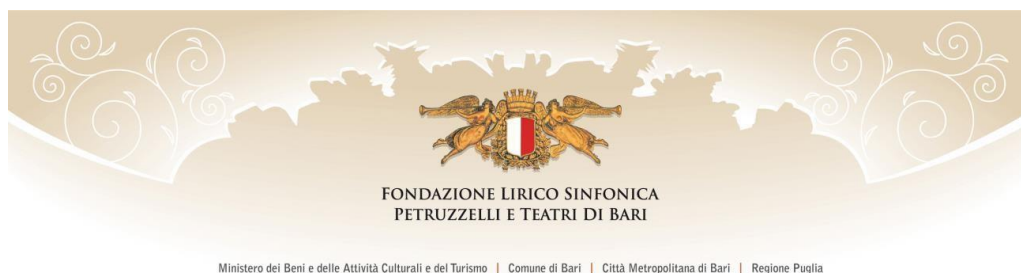 FONDAZIONE LIRICO SINFONICA
PETRUZZELLI E TEATRI DI BARI
Ministero dei Beni e delle Attività Culturali e del Turismo | Comune di Bari | Città Metropolitana di Bari | Regione Puglia